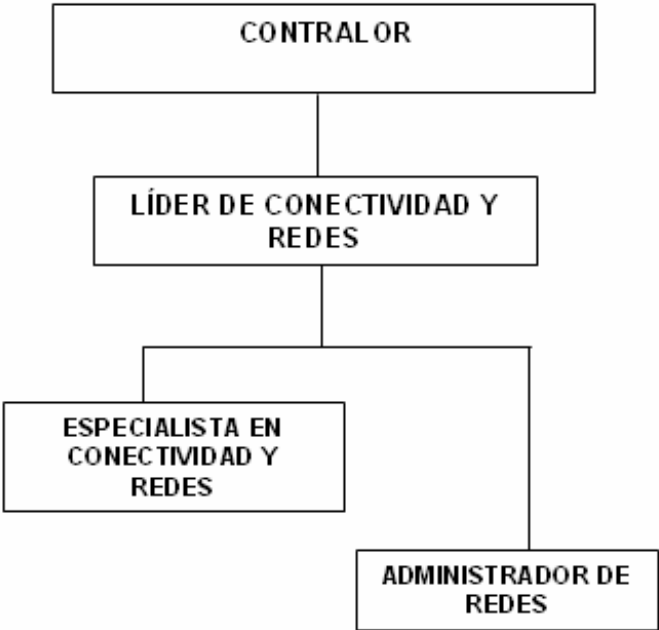 CONTRALOR
LÍDER DE CONECTIVIDAD Y
REDES
ESPECIALISTA EN
CONECTIVIDAD Y
REDES
ADMINISTRADOR DE
REDES